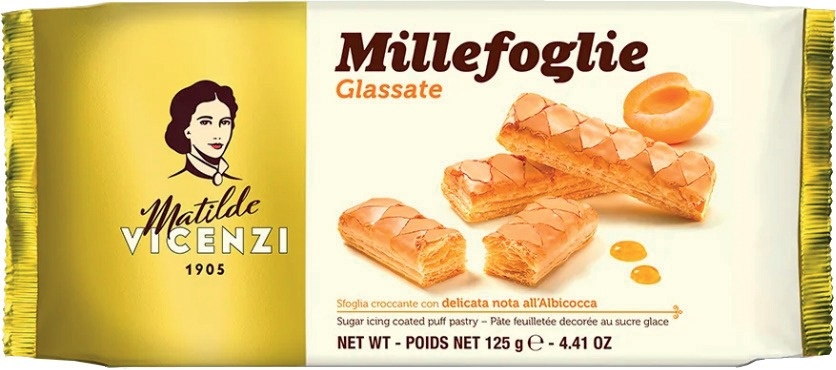 Millefoglie
Glassate
Matilde
VICENZI
1905
Sfoglia croccante con delicata nota all'Albicocca
Sugar icing coated puff pastry – Pâte feuilletée decorée au sucre glace
NET WT - POIDS NET 125 g ℮ - 4.41 OZ